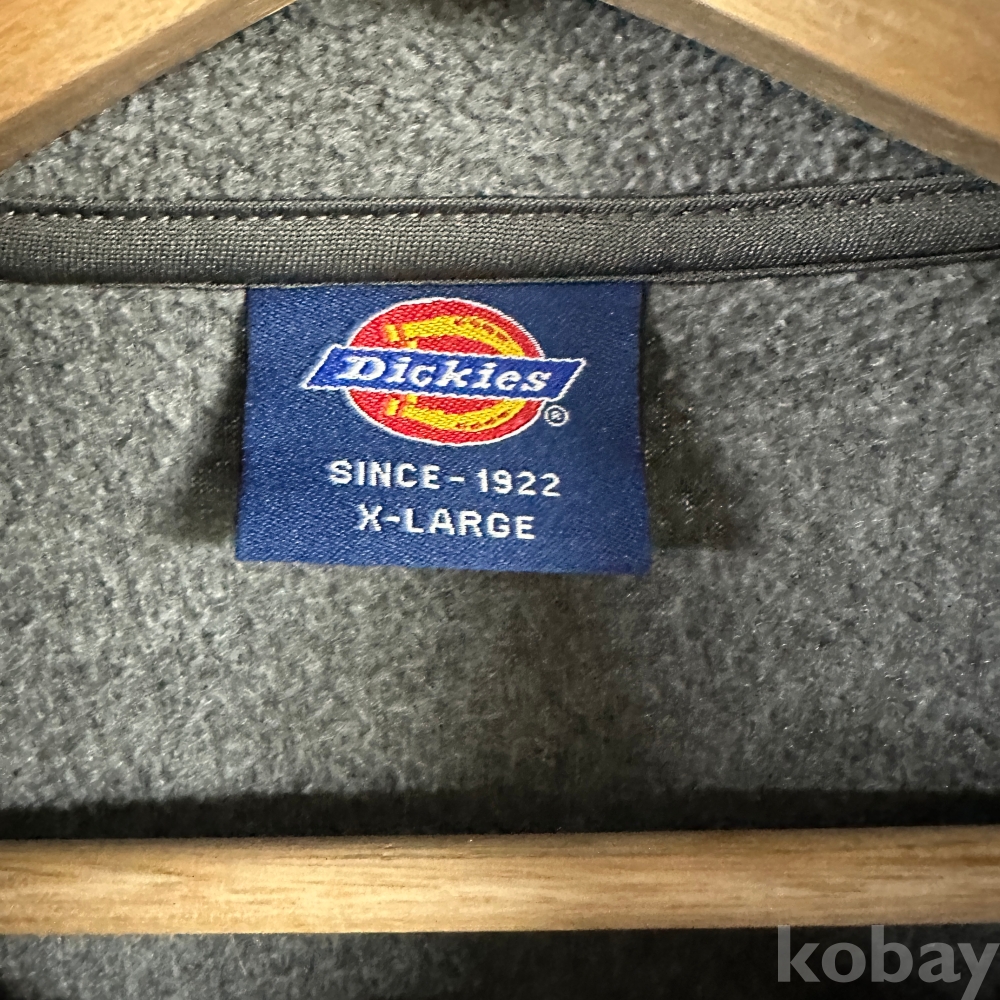 Dickies
®
SINCE-1922
X-LARGE
kobay